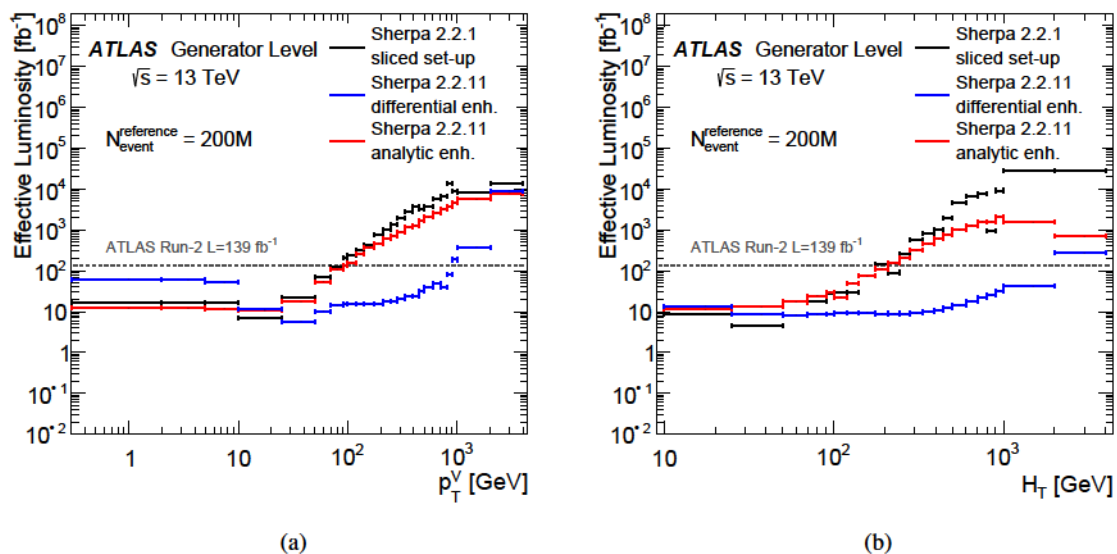 Effective Luminosity [fb⁻¹]
10⁸
10⁷
10⁶
10⁵
10⁴
10³
10²
10
1
10⁻¹
10⁻²
ATLAS Generator Level
√s = 13 TeV
N_event^reference = 200M
Sherpa 2.2.1
sliced set-up
Sherpa 2.2.11
differential enh.
Sherpa 2.2.11
analytic enh.
ATLAS Run-2 L=139 fb⁻¹
1 10 10² 10³
p_T^V [GeV]
(a)
Effective Luminosity [fb⁻¹]
10⁸
10⁷
10⁶
10⁵
10⁴
10³
10²
10
1
10⁻¹
10⁻²
ATLAS Generator Level
√s = 13 TeV
N_event^reference = 200M
Sherpa 2.2.1
sliced set-up
Sherpa 2.2.11
differential enh.
Sherpa 2.2.11
analytic enh.
ATLAS Run-2 L=139 fb⁻¹
10 10² 10³
H_T [GeV]
(b)